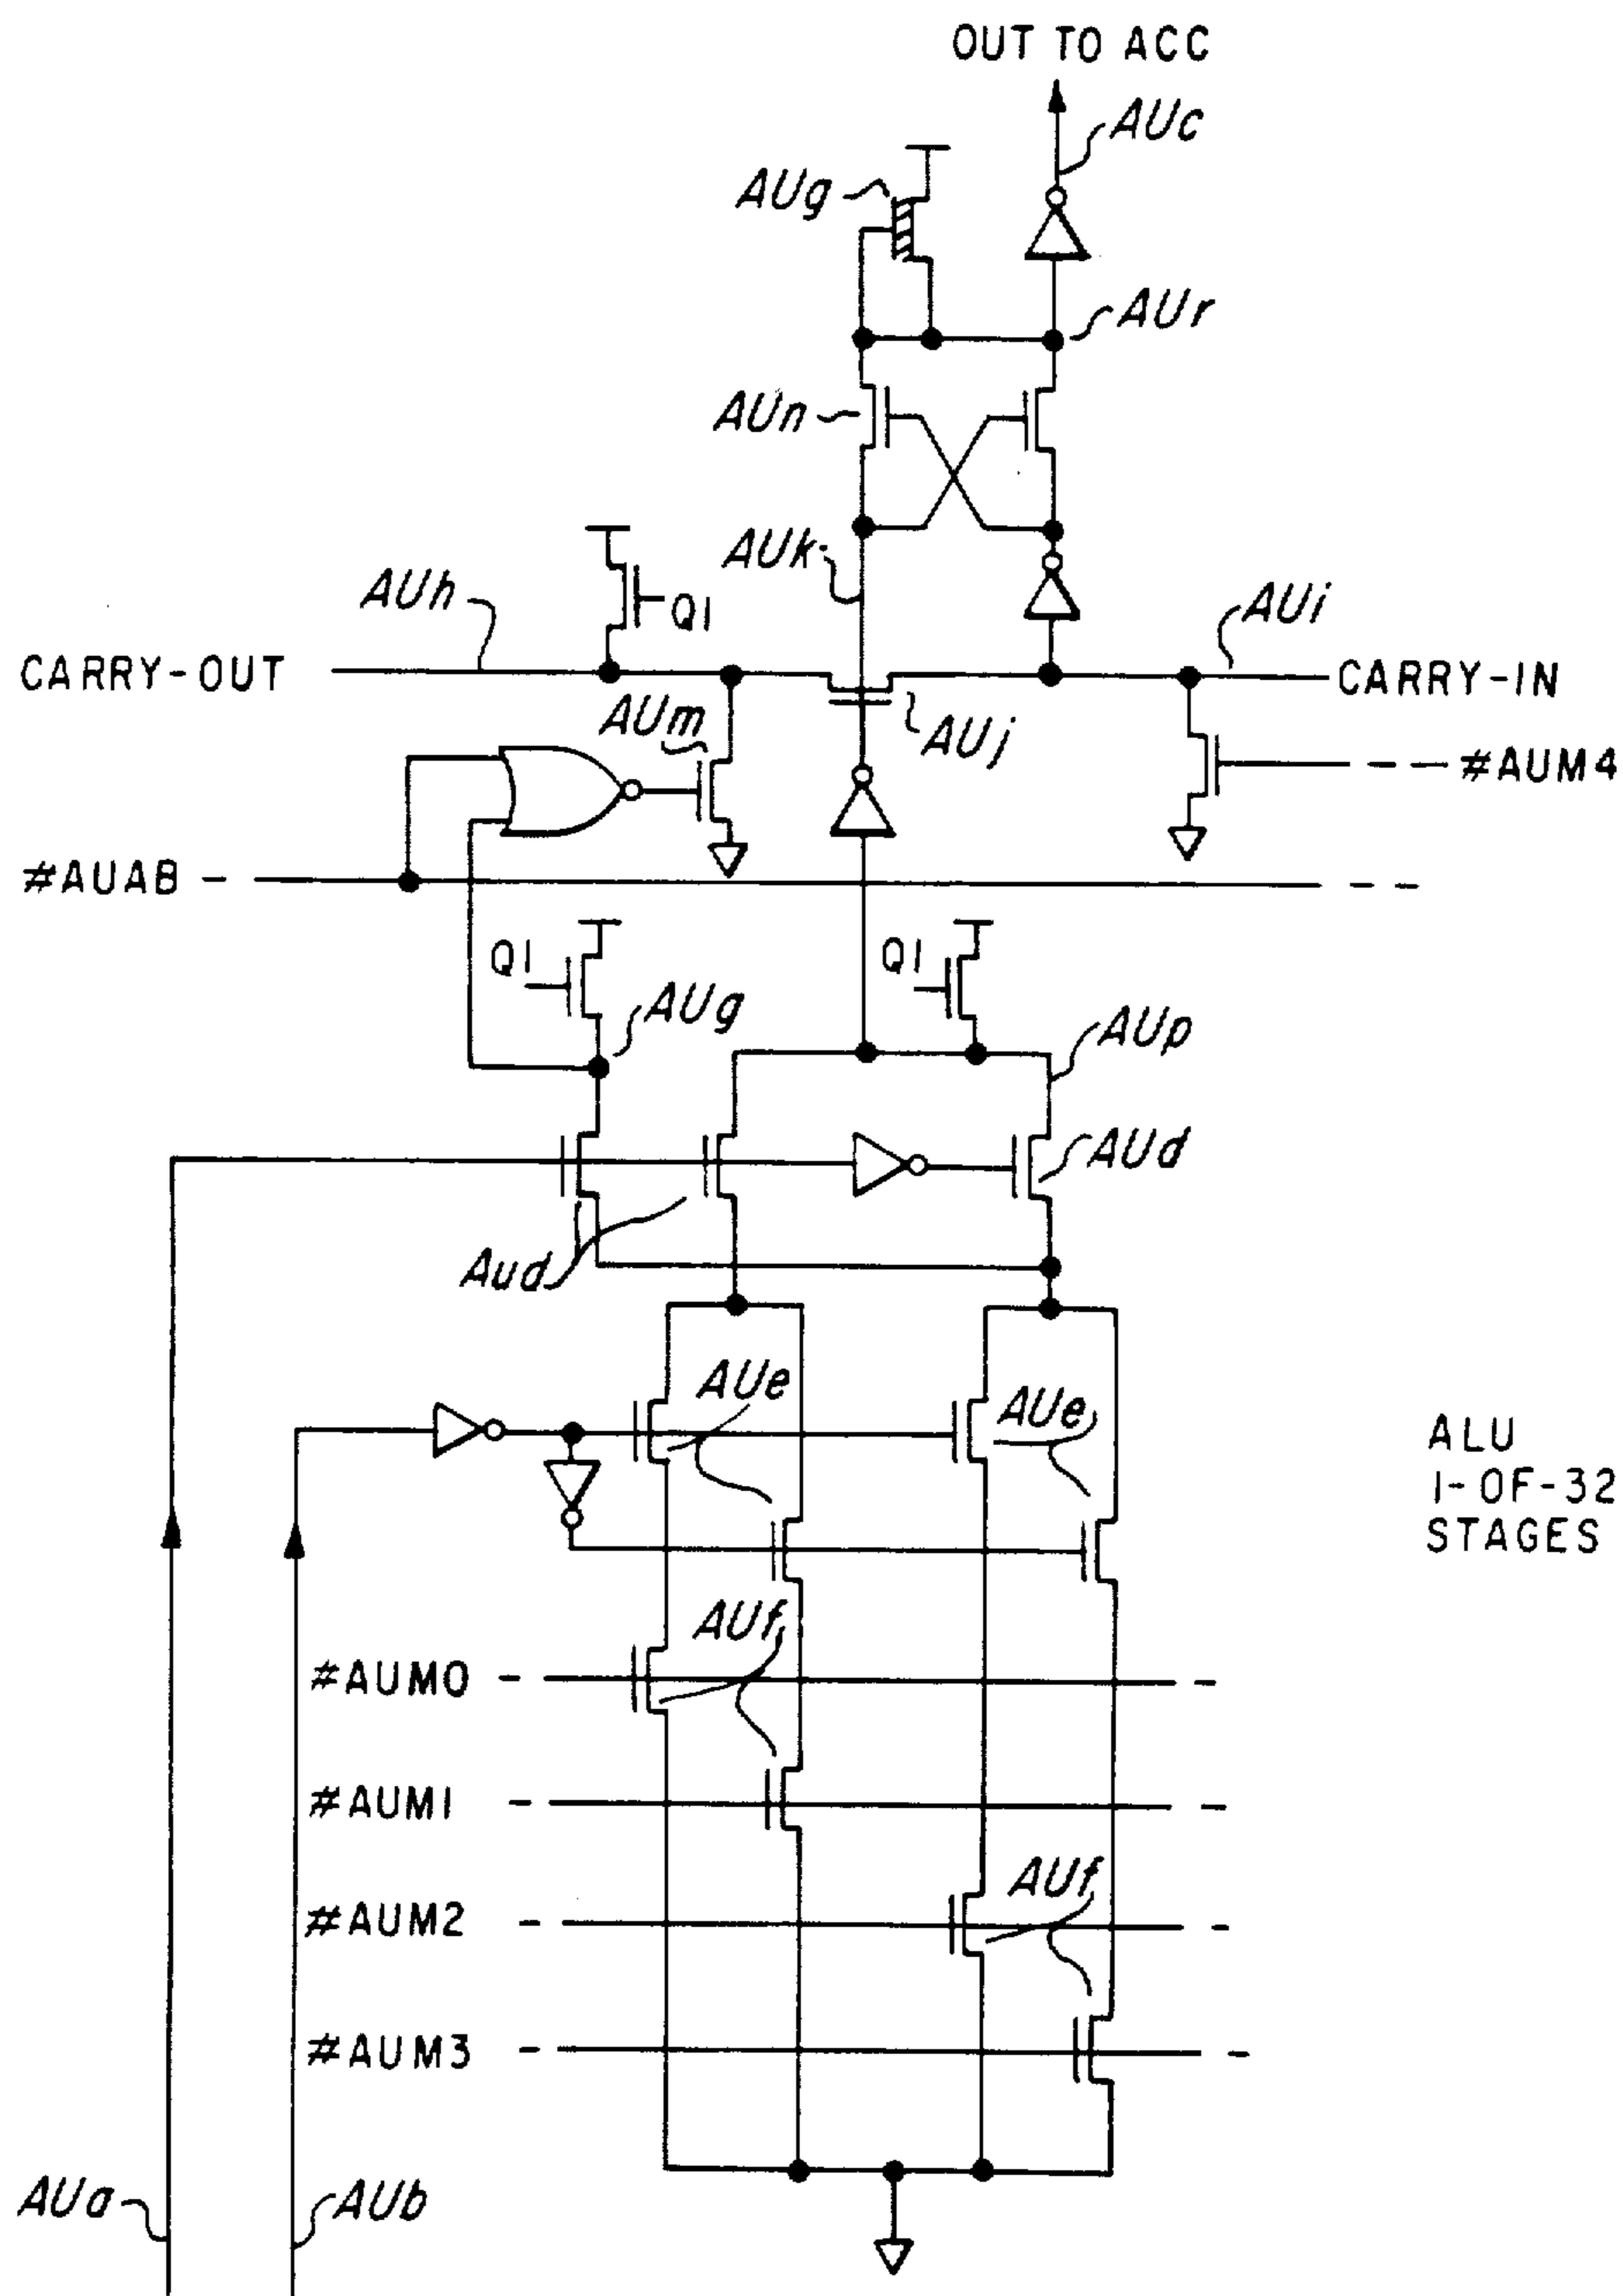 OUT TO ACC
AUc
AUg
AUr
AUn
AUk
AUh
Q1
AUi
CARRY-OUT
CARRY-IN
AUm
AUj
#AUM4
#AUAB
Q1
Q1
AUg
AUp
AUd
Aud
AUe
AUe
ALU
1-OF-32
STAGES
AUf
#AUM0
#AUM1
AUf
#AUM2
#AUM3
AUa
AUb